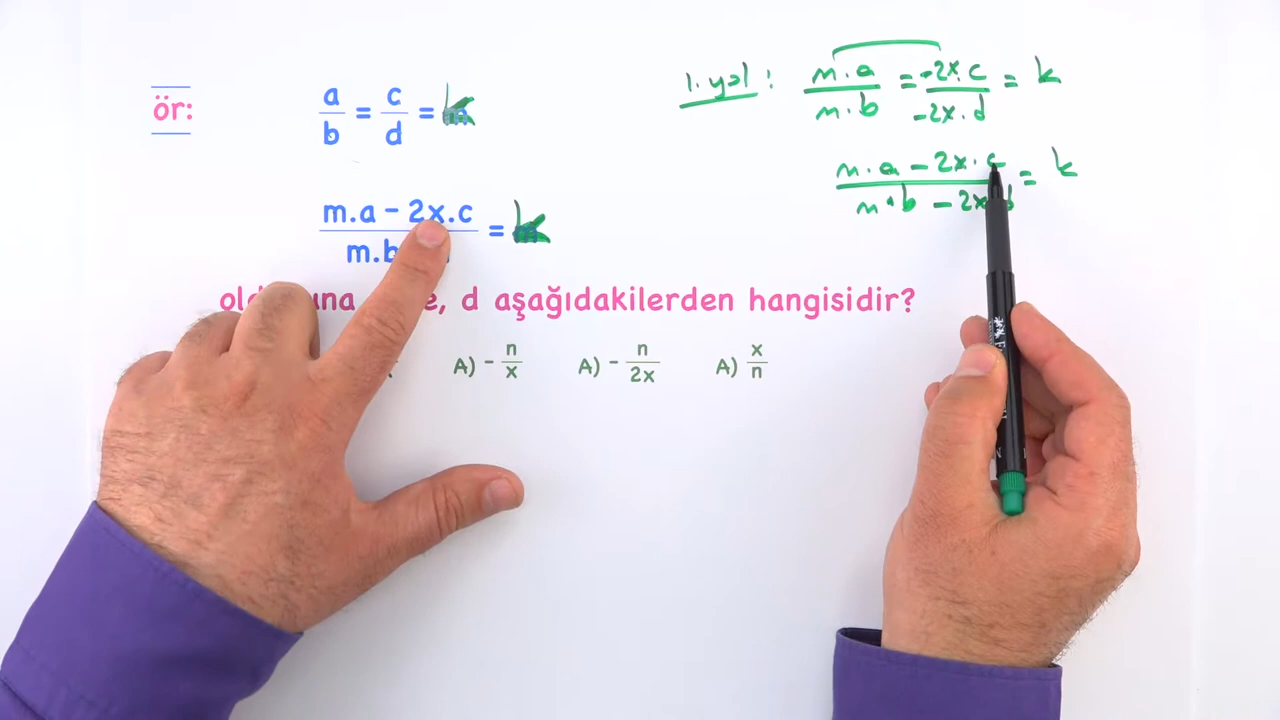 ör:
a/b = c/d = k
m.a - 2x.c / m.b = k
d aşağıdakilerden hangisidir?
A) - n/x A) - n/2x A) x/n
1. yol : m.a/m.b = -2x.c/-2x.d = k
m.a - 2x.c / m.b - 2x.d = k